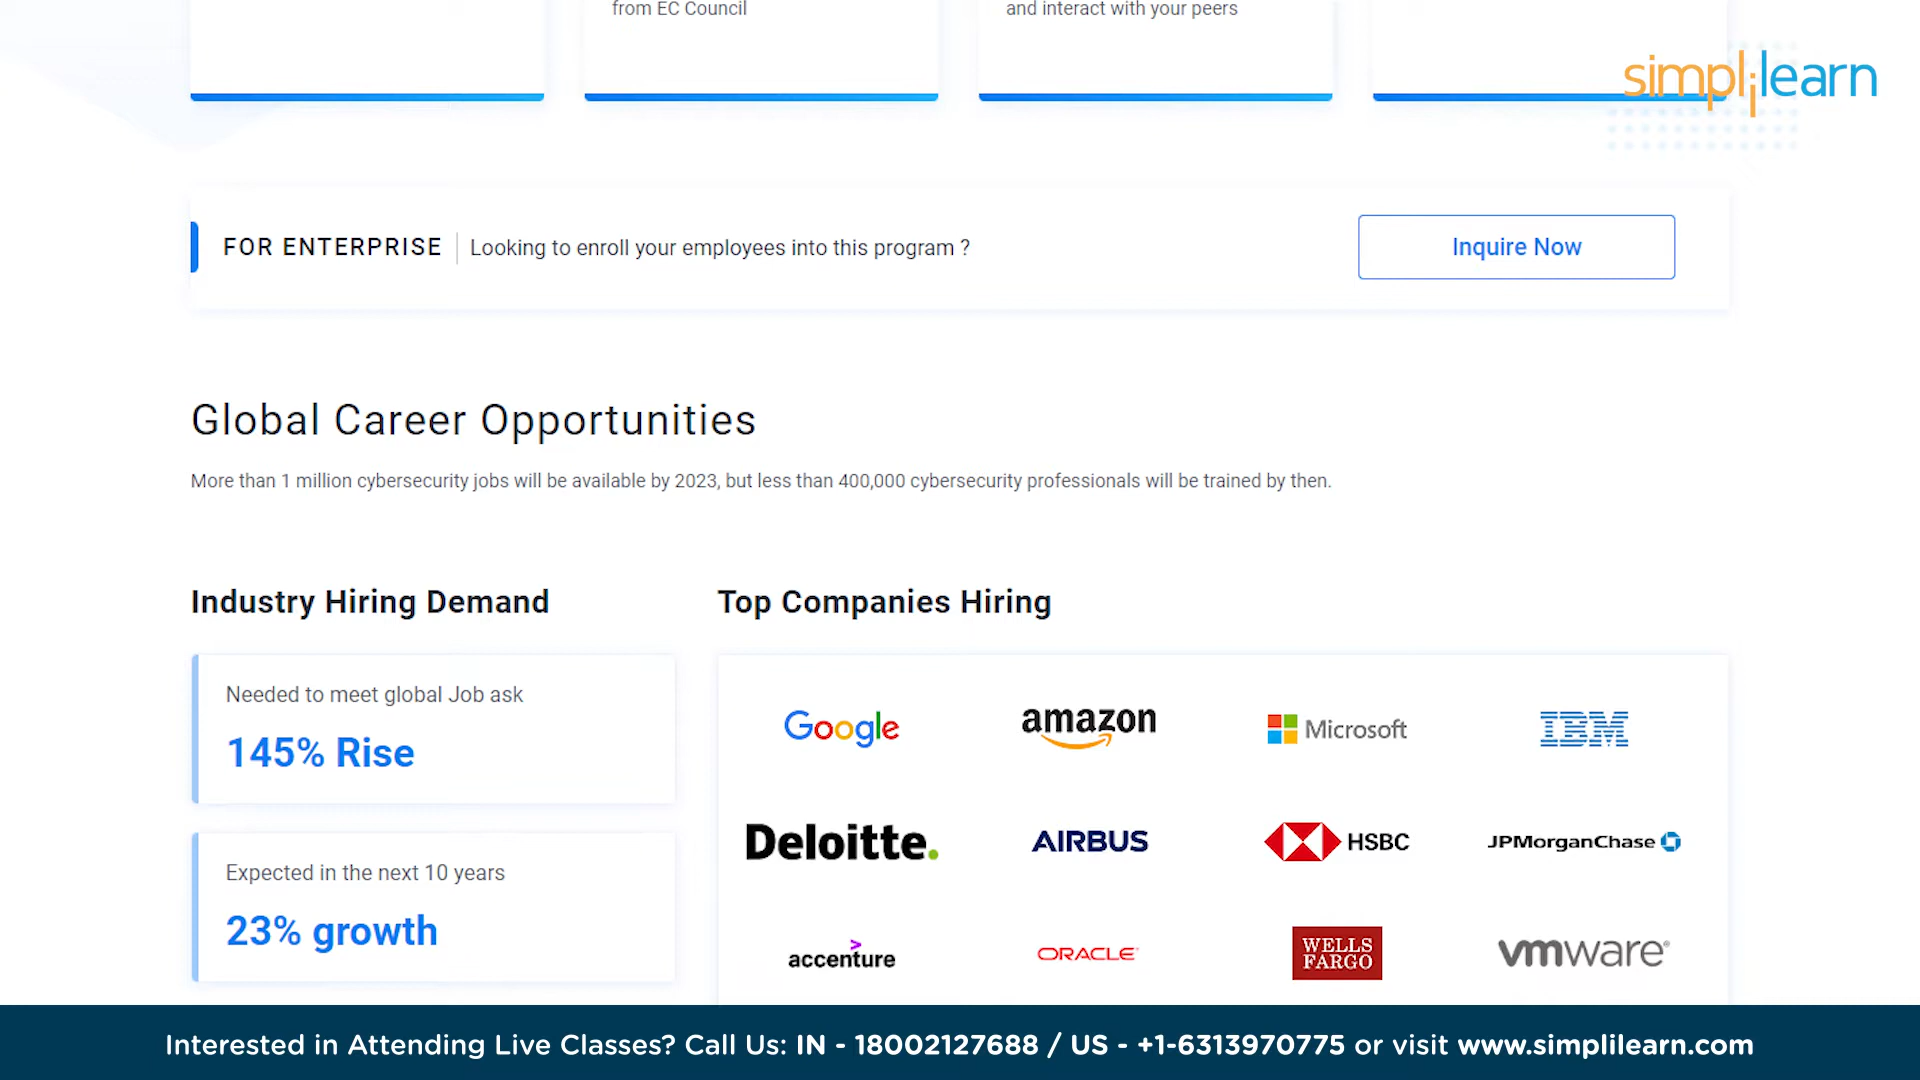 from EC Council
and interact with your peers
simplilearn
FOR ENTERPRISE
Looking to enroll your employees into this program ?
Inquire Now
Global Career Opportunities
More than 1 million cybersecurity jobs will be available by 2023, but less than 400,000 cybersecurity professionals will be trained by then.
Industry Hiring Demand
Needed to meet global Job ask
145% Rise
Expected in the next 10 years
23% growth
Top Companies Hiring
Google
amazon
Microsoft
IBM
Deloitte.
AIRBUS
HSBC
JPMorganChase
accenture
ORACLE
WELLS
FARGO
vmware
Interested in Attending Live Classes? Call Us: IN - 18002127688 / US - +1-6313970775 or visit www.simplilearn.com